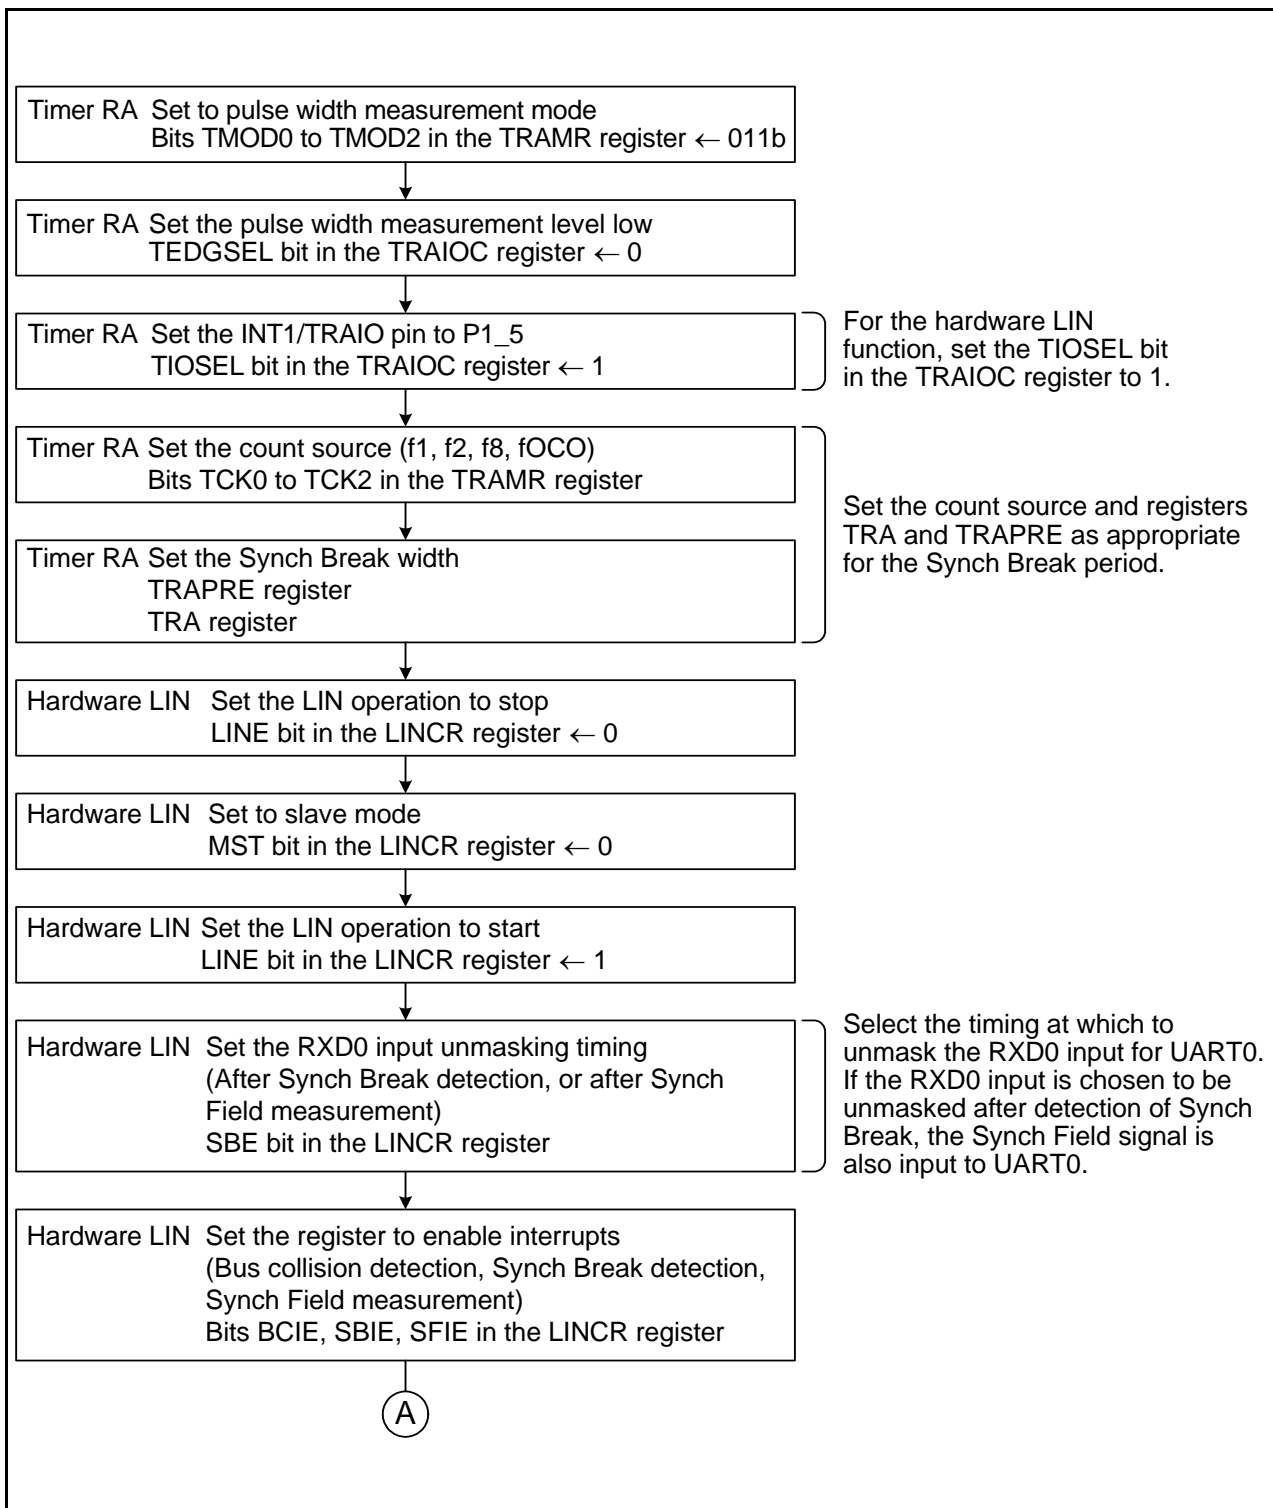 Timer RA Set to pulse width measurement mode
Bits TMOD0 to TMOD2 in the TRAMR register ← 011b
Timer RA Set the pulse width measurement level low
TEDGSEL bit in the TRAIOC register ← 0
Timer RA Set the INT1/TRAIO pin to P1_5
TIOSEL bit in the TRAIOC register ← 1
For the hardware LIN
function, set the TIOSEL bit
in the TRAIOC register to 1.
Timer RA Set the count source (f1, f2, f8, fOCO)
Bits TCK0 to TCK2 in the TRAMR register
Timer RA Set the Synch Break width
TRAPRE register
TRA register
Set the count source and registers
TRA and TRAPRE as appropriate
for the Synch Break period.
Hardware LIN Set the LIN operation to stop
LINE bit in the LINCR register ← 0
Hardware LIN Set to slave mode
MST bit in the LINCR register ← 0
Hardware LIN Set the LIN operation to start
LINE bit in the LINCR register ← 1
Hardware LIN Set the RXD0 input unmasking timing
(After Synch Break detection, or after Synch
Field measurement)
SBE bit in the LINCR register
Select the timing at which to
unmask the RXD0 input for UART0.
If the RXD0 input is chosen to be
unmasked after detection of Synch
Break, the Synch Field signal is
also input to UART0.
Hardware LIN Set the register to enable interrupts
(Bus collision detection, Synch Break detection,
Synch Field measurement)
Bits BCIE, SBIE, SFIE in the LINCR register
A